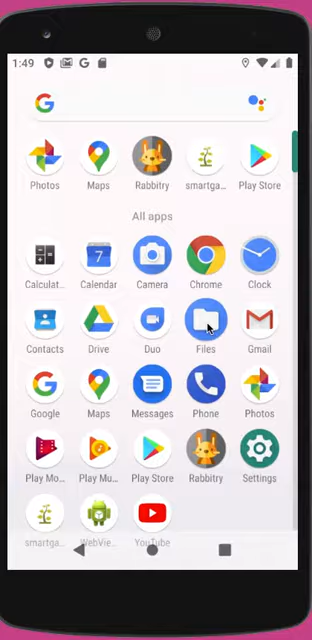 1:49
Photos Maps Rabbitry smartga... Play Store
All apps
Calculat... Calendar Camera Chrome Clock
Contacts Drive Duo Files Gmail
Google Maps Messages Phone Photos
Play Mo... Play Mu... Play Store Rabbitry Settings
smartga... WebVie... YouTube